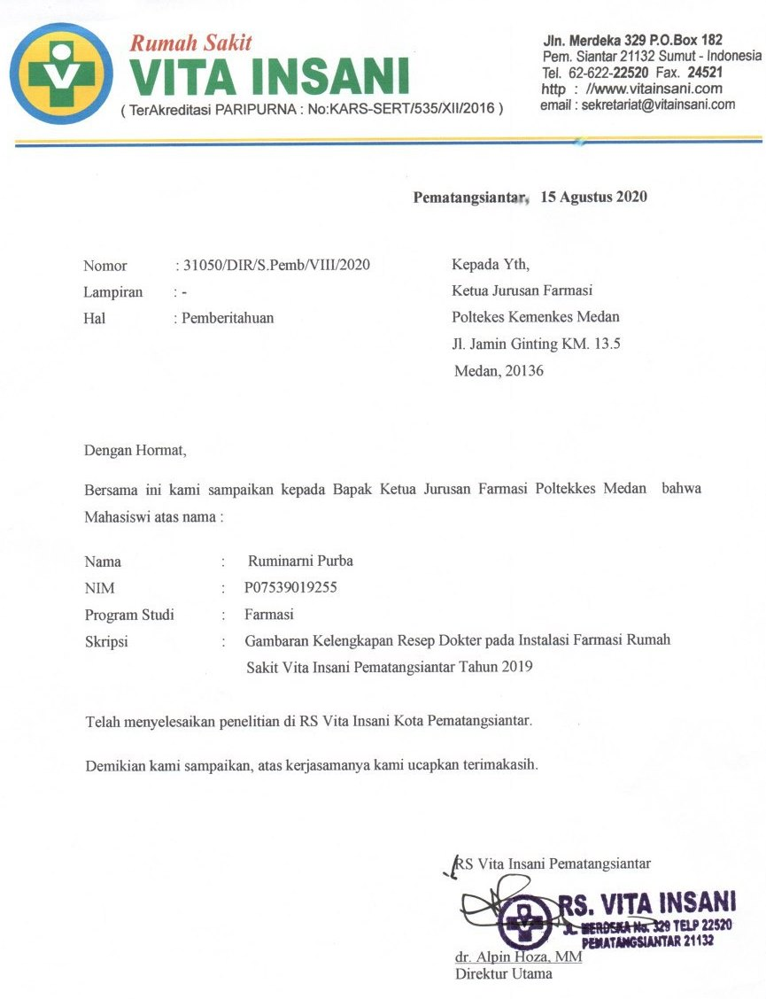 Rumah Sakit
VITA INSANI
( TerAkreditasi PARIPURNA : No:KARS-SERT/535/XII/2016 )
Jln. Merdeka 329 P.O.Box 182
Pem. Siantar 21132 Sumut - Indonesia
Tel. 62-622-22520 Fax. 24521
http : //www.vitainsani.com
email : sekretariat@vitainsani.com
Pematangsiantar, 15 Agustus 2020
Nomor : 31050/DIR/S.Pemb/VIII/2020
Lampiran : -
Hal : Pemberitahuan
Kepada Yth,
Ketua Jurusan Farmasi
Poltekes Kemenkes Medan
Jl. Jamin Ginting KM. 13.5
Medan, 20136
Dengan Hormat,
Bersama ini kami sampaikan kepada Bapak Ketua Jurusan Farmasi Poltekkes Medan bahwa
Mahasiswi atas nama :
Nama : Ruminarni Purba
NIM : P07539019255
Program Studi : Farmasi
Skripsi : Gambaran Kelengkapan Resep Dokter pada Instalasi Farmasi Rumah
Sakit Vita Insani Pematangsiantar Tahun 2019
Telah menyelesaikan penelitian di RS Vita Insani Kota Pematangsiantar.
Demikian kami sampaikan, atas kerjasamanya kami ucapkan terimakasih.
RS Vita Insani Pematangsiantar
RS. VITA INSANI
JL. MERDEKA No. 329 TELP 22520
PEMATANGSIANTAR 21132
dr. Alpin Hoza, MM
Direktur Utama